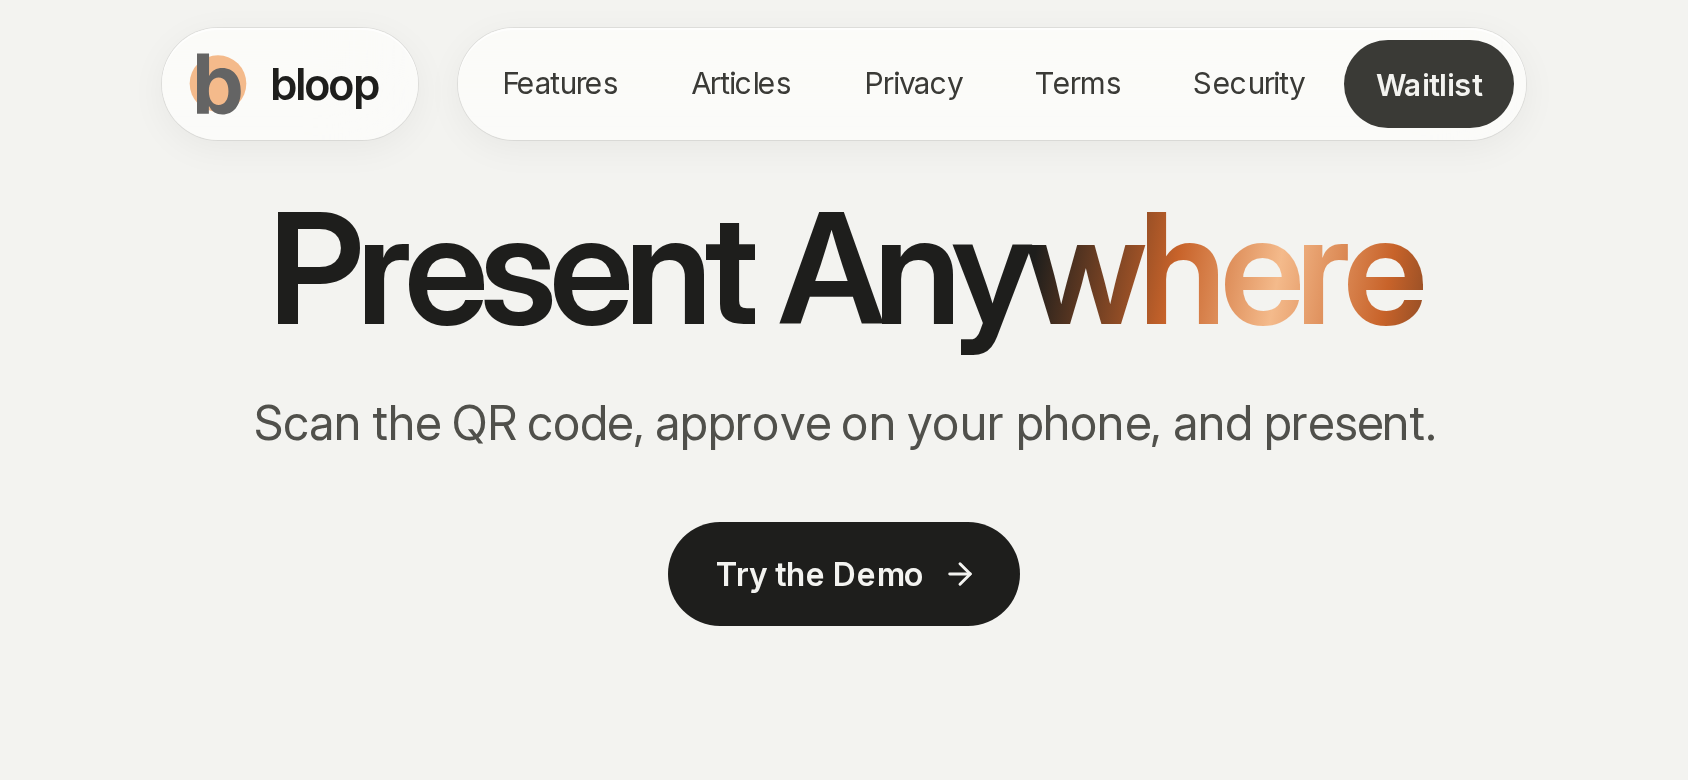 b bloop
Features Articles Privacy Terms Security Waitlist
Present Anywhere
Scan the QR code, approve on your phone, and present.
Try the Demo →